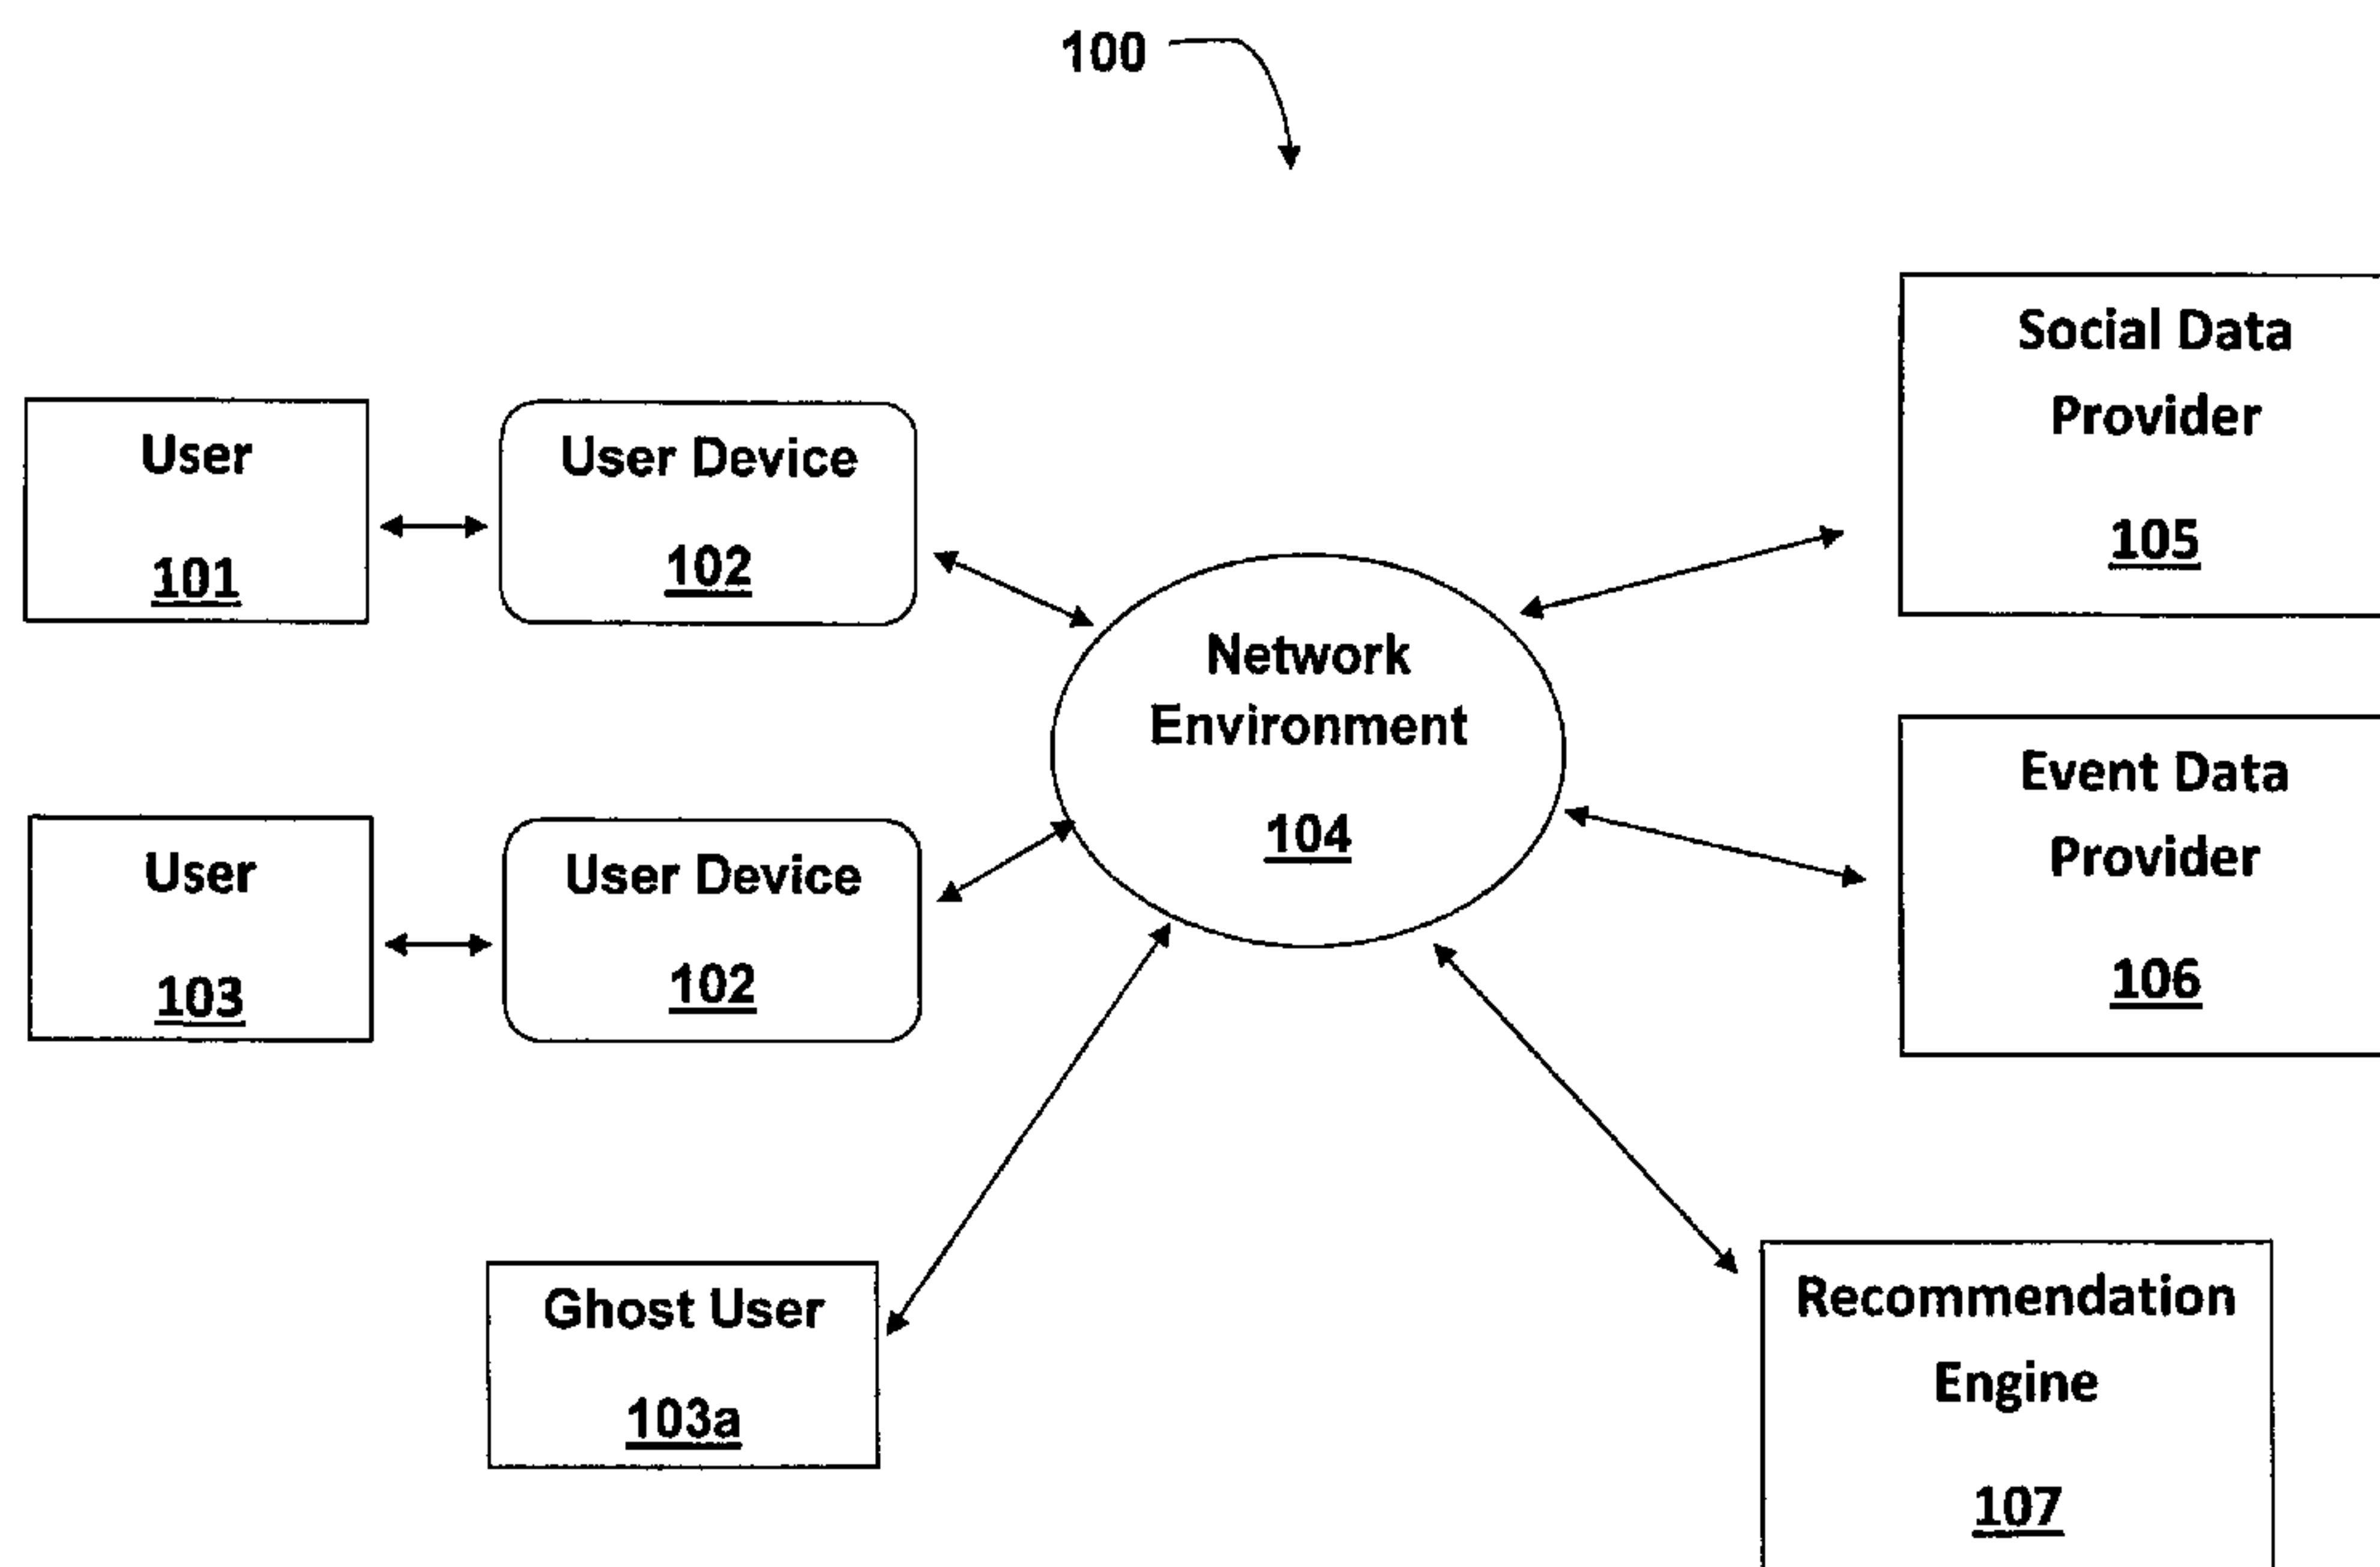 100
Social Data
Provider
105
User
101
User Device
102
Network
Environment
104
Event Data
Provider
106
User
103
User Device
102
Ghost User
103a
Recommendation
Engine
107